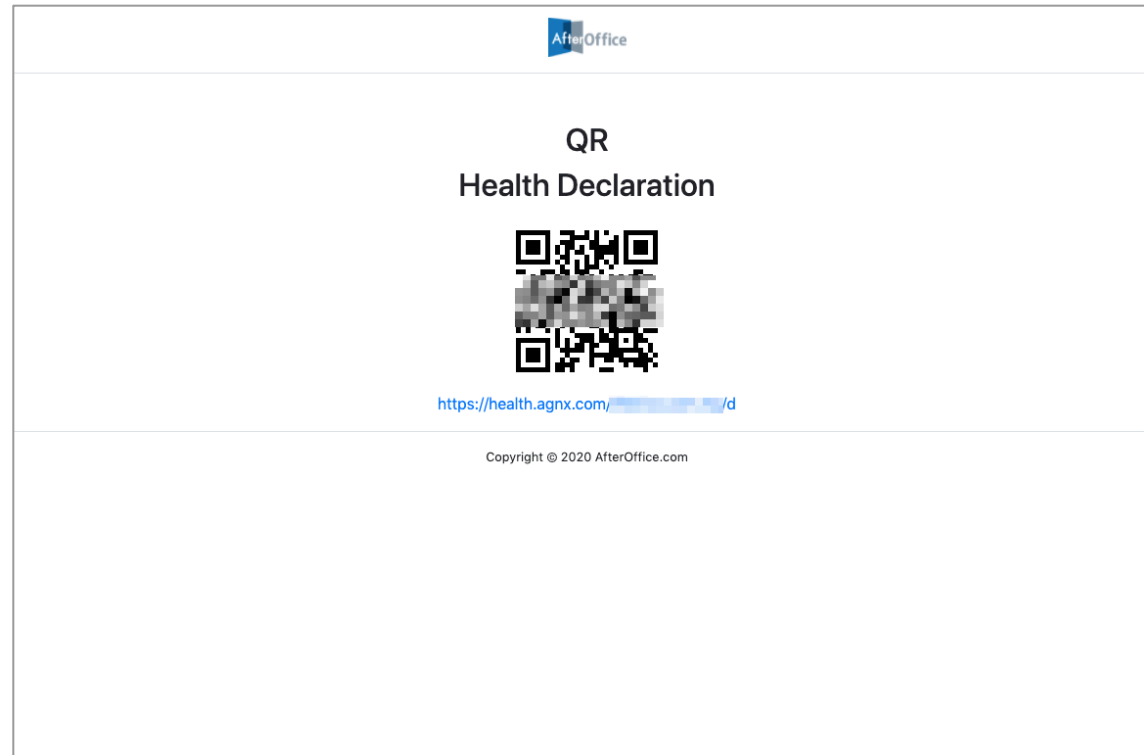 AfterOffice
QR
Health Declaration
https://health.agnx.com/ /d
Copyright © 2020 AfterOffice.com